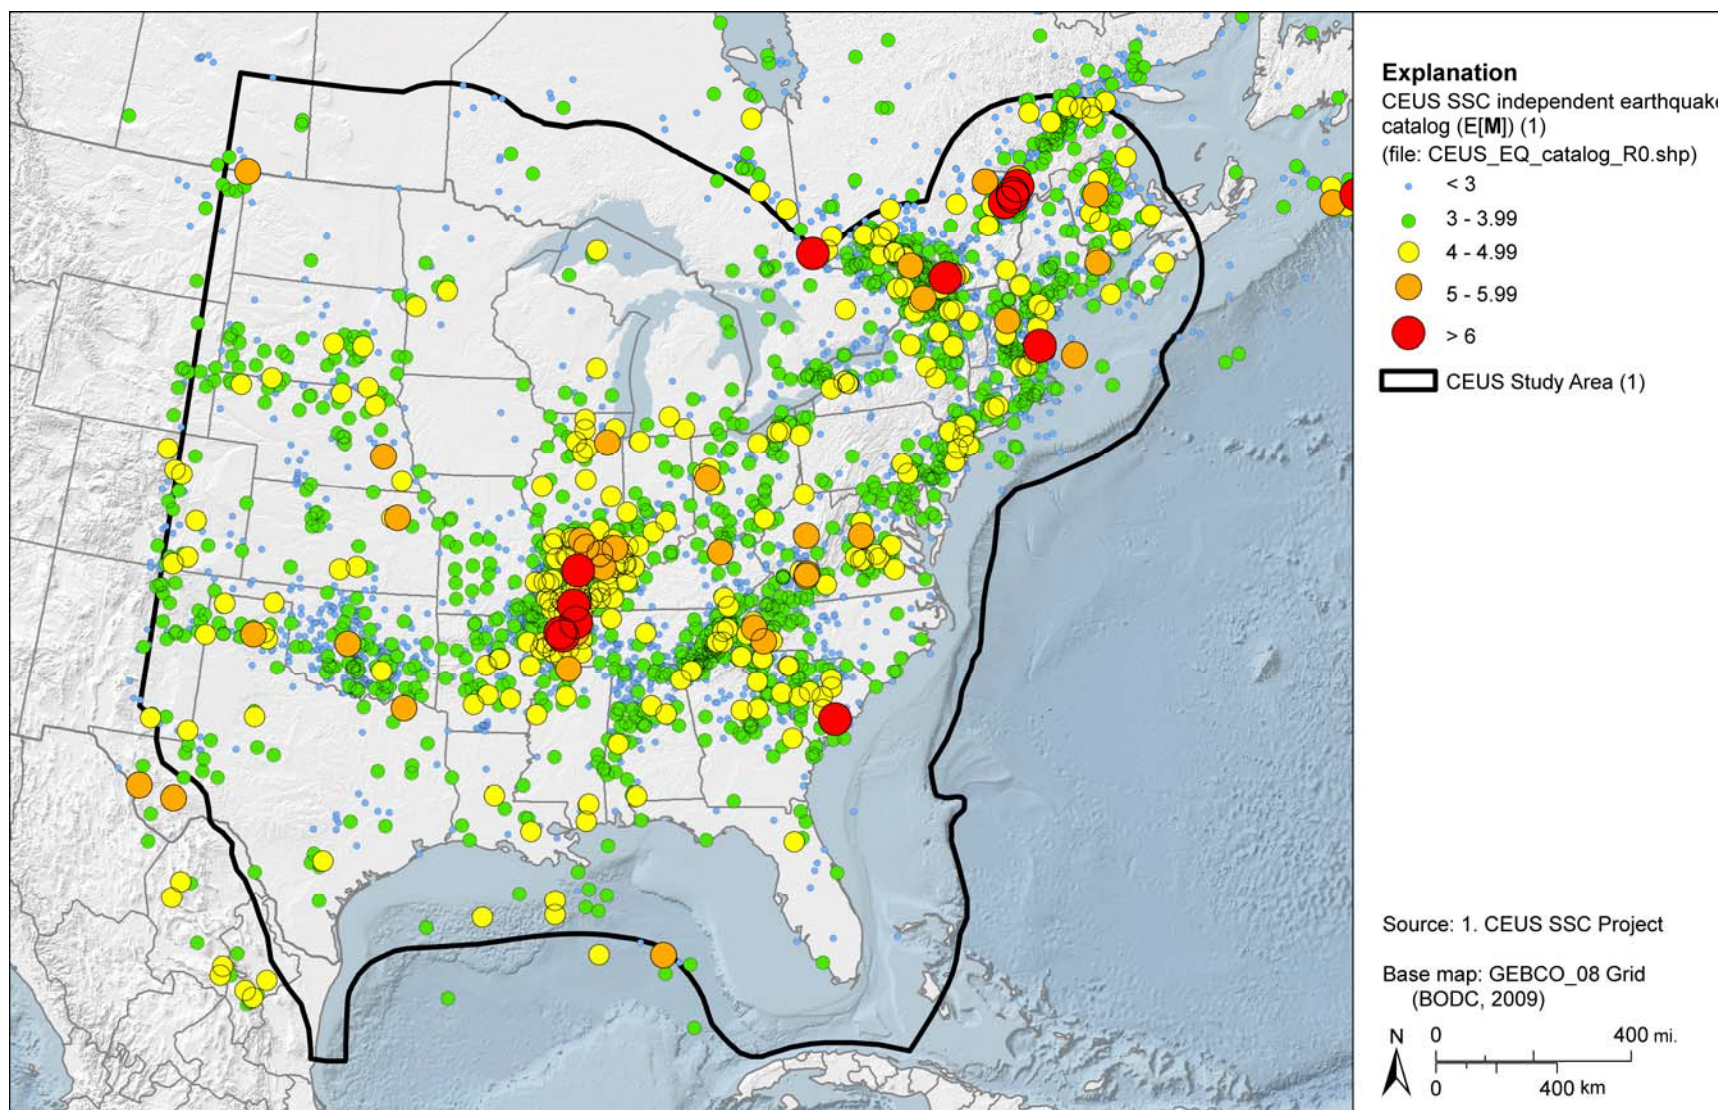 Explanation
CEUS SSC independent earthquake
catalog (E[M]) (1)
(file: CEUS_EQ_catalog_R0.shp)
< 3
3 - 3.99
4 - 4.99
5 - 5.99
> 6
CEUS Study Area (1)
Source: 1. CEUS SSC Project
Base map: GEBCO_08 Grid
(BODC, 2009)
N 0 400 mi.
0 400 km